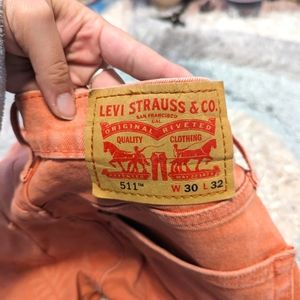 LEVI STRAUSS & CO.
SAN FRANCISCO
CAL
ORIGINAL RIVETED
QUALITY CLOTHING
511™ W 30 L 32